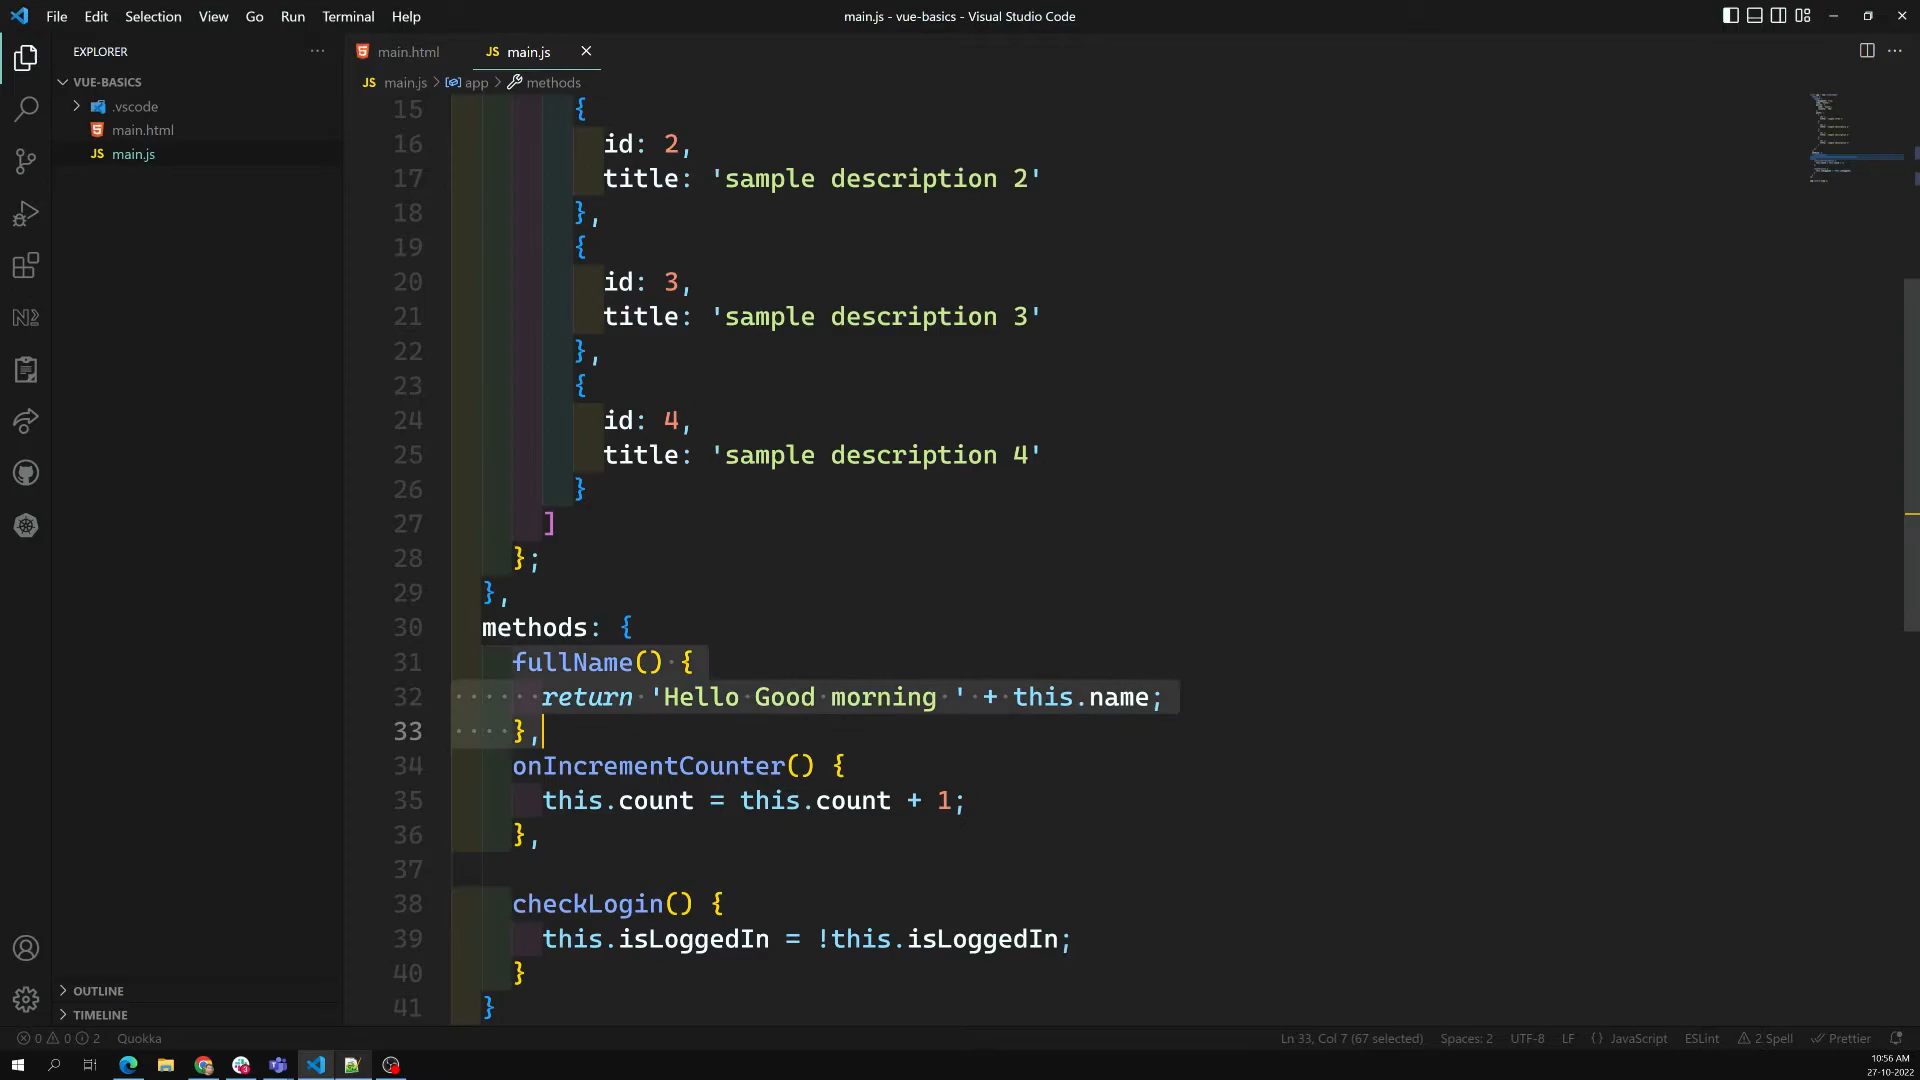 File Edit Selection View Go Run Terminal Help
main.js - vue-basics - Visual Studio Code
EXPLORER
VUE-BASICS
.vscode
main.html
JS main.js
OUTLINE
TIMELINE
main.html
JS main.js
JS main.js > app > methods
15 {
16 id: 2,
17 title: 'sample description 2'
18 },
19 {
20 id: 3,
21 title: 'sample description 3'
22 },
23 {
24 id: 4,
25 title: 'sample description 4'
26 }
27 ]
28 };
29 },
30 methods: {
31 fullName() {
32 return 'Hello Good morning ' + this.name;
33 },
34 onIncrementCounter() {
35 this.count = this.count + 1;
36 },
37
38 checkLogin() {
39 this.isLoggedIn = !this.isLoggedIn;
40 }
41 }
0 0 2 Quokka
Ln 33, Col 7 (67 selected) Spaces: 2 UTF-8 LF {} JavaScript ESLint 2 Spell Prettier
10:56 AM
27-10-2022